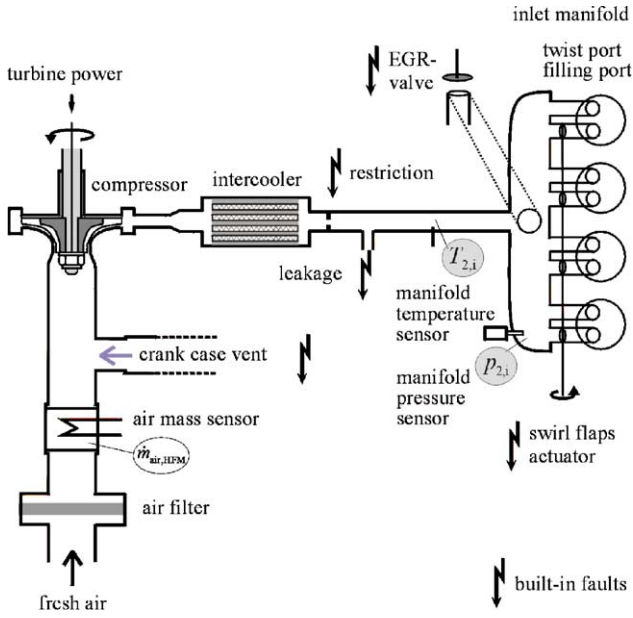 inlet manifold
twist port
filling port
EGR-
valve
turbine power
compressor
intercooler
restriction
leakage
T2,i
manifold
temperature
sensor
p2,i
manifold
pressure
sensor
crank case vent
air mass sensor
ṁair,HFM
air filter
fresh air
swirl flaps
actuator
built-in faults